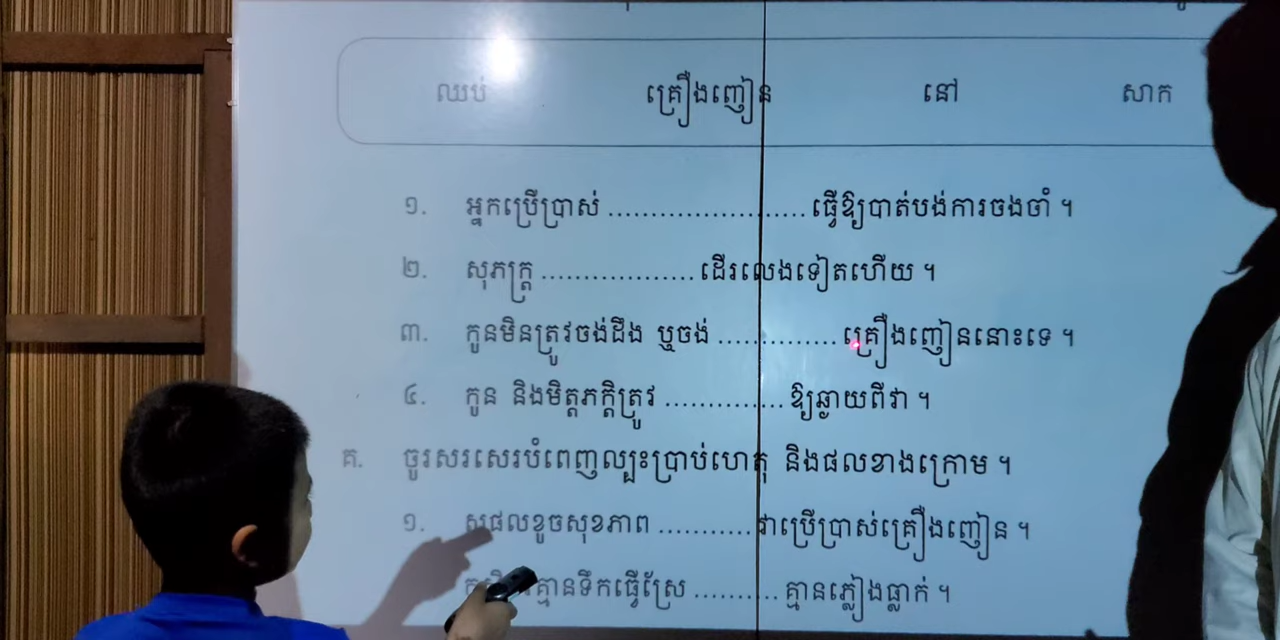 ឈប់ គ្រឿងញៀន នៅ សាក
១. អ្នកប្រើប្រាស់ ....................... ធ្វើឱ្យបាត់បង់ការចងចាំ ។
២. សុភក្ត្រ .................. ដើរលេងទៀតហើយ ។
៣. កូនមិនត្រូវចង់ដឹង ឬចង់ .............. គ្រឿងញៀននោះទេ ។
៤. កូន និងមិត្តភក្តិត្រូវ .............. ឱ្យឆ្ងាយពីវា ។
គ. ចូរសរសេរបំពេញល្បះប្រាប់ហេតុ និងផលខាងក្រោម ។
១. សុផលខូចសុខភាព ........... វាប្រើប្រាស់គ្រឿងញៀន ។
គ្មានទឹកធ្វើស្រែ .......... គ្មានភ្លៀងធ្លាក់ ។